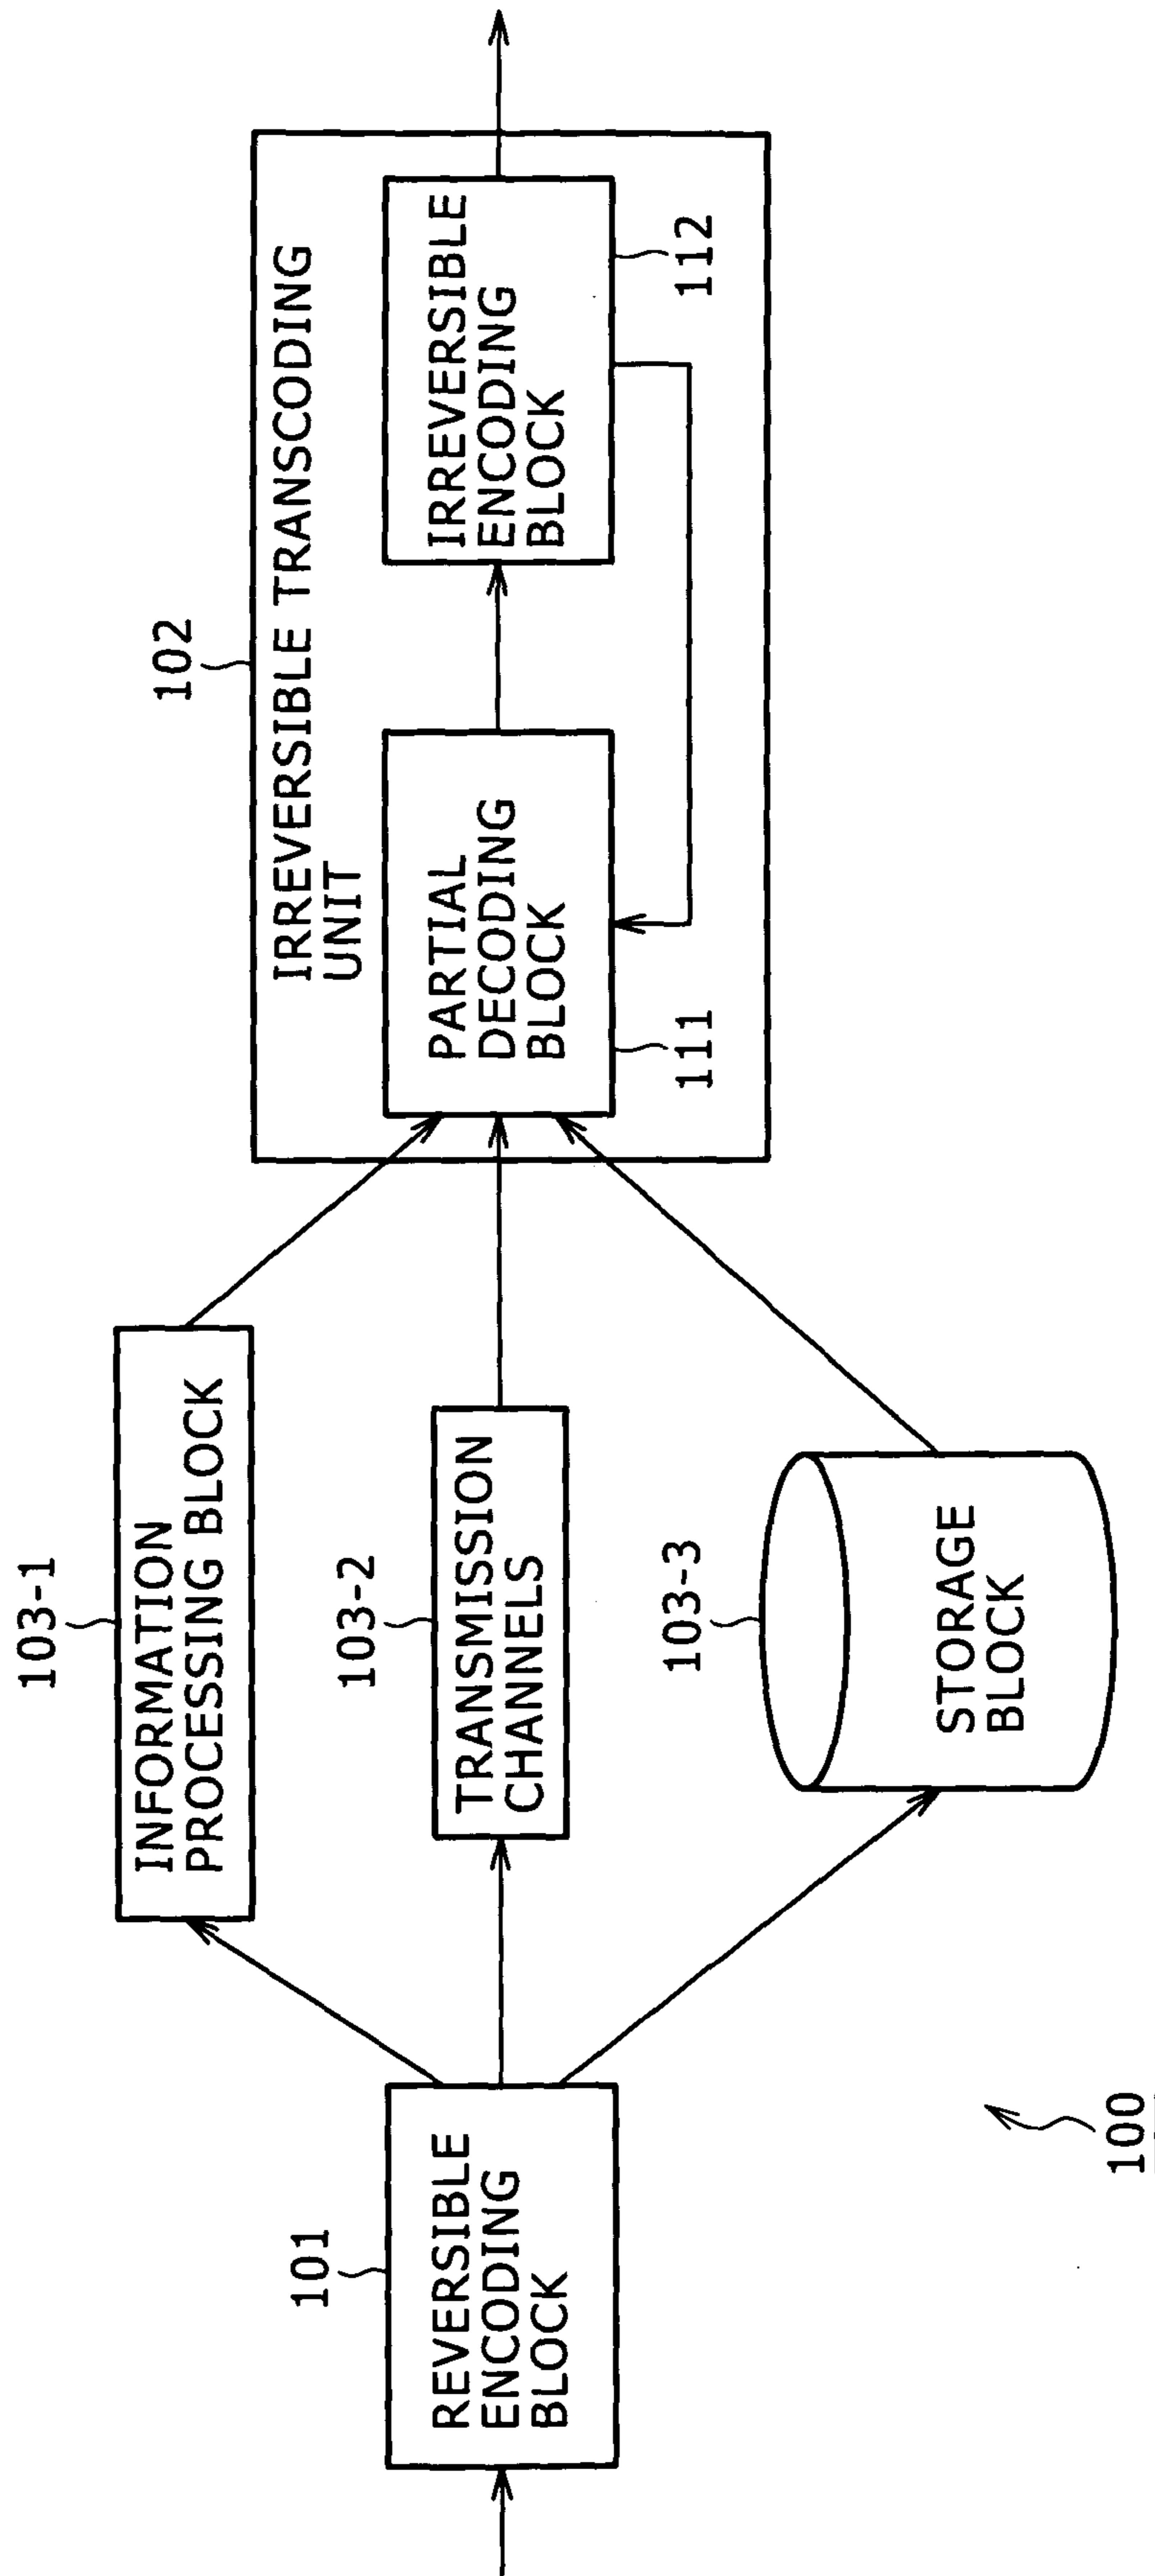 101
REVERSIBLE
ENCODING
BLOCK
103-1
INFORMATION
PROCESSING BLOCK
103-2
TRANSMISSION
CHANNELS
103-3
STORAGE
BLOCK
102
IRREVERSIBLE TRANSCODING
UNIT
PARTIAL
DECODING
BLOCK
111
IRREVERSIBLE
ENCODING
BLOCK
112
100